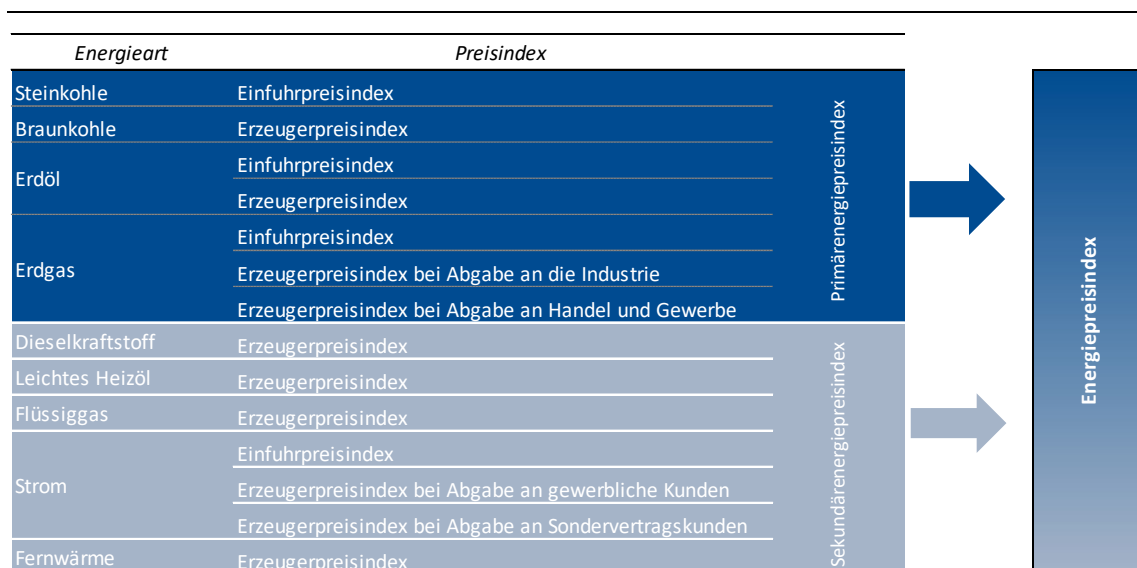 Energieart Preisindex
Steinkohle Einfuhrpreisindex
Braunkohle Erzeugerpreisindex
Erdöl
Einfuhrpreisindex
Erzeugerpreisindex
Erdgas
Einfuhrpreisindex
Erzeugerpreisindex bei Abgabe an die Industrie
Erzeugerpreisindex bei Abgabe an Handel und Gewerbe
Primärenergiepreisindex
Dieselkraftstoff Erzeugerpreisindex
Leichtes Heizöl Erzeugerpreisindex
Flüssiggas Erzeugerpreisindex
Strom
Einfuhrpreisindex
Erzeugerpreisindex bei Abgabe an gewerbliche Kunden
Erzeugerpreisindex bei Abgabe an Sondervertragskunden
Fernwärme Erzeugerpreisindex
Sekundärenergiepreisindex
Energiepreisindex